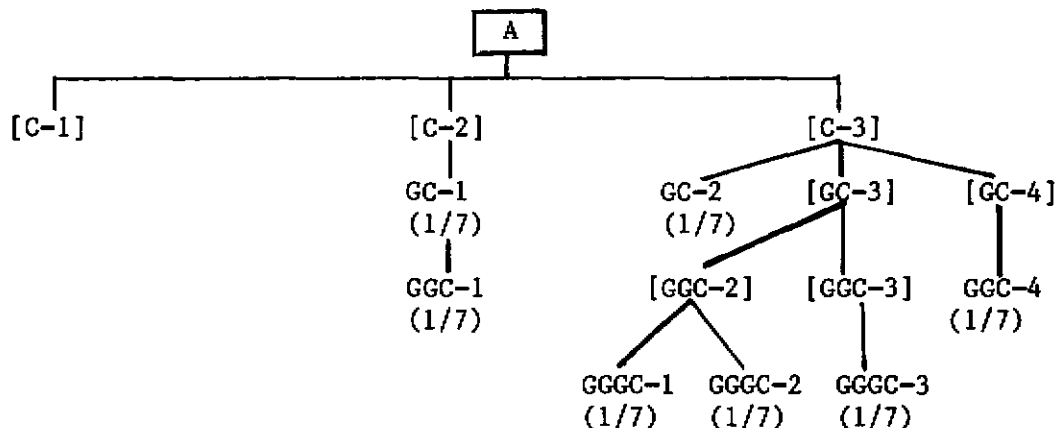 A
[C-1] [C-2] [C-3]
GC-1 GC-2 [GC-3] [GC-4]
(1/7) (1/7)
GGC-1 [GGC-2] [GGC-3] GGC-4
(1/7) (1/7)
GGGC-1 GGGC-2 GGGC-3
(1/7) (1/7) (1/7)